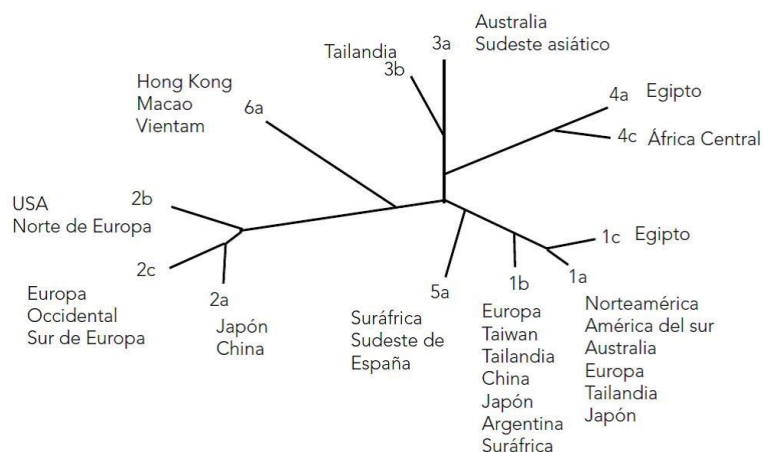 Australia
Sudeste asiático
3a
Tailandia
3b
Hong Kong
Macao
Vientam
6a
4a
Egipto
4c
África Central
2b
USA
Norte de Europa
2c
Europa
Occidental
Sur de Europa
2a
Japón
China
5a
Suráfrica
Sudeste de
España
1c
Egipto
1b
Europa
Taiwan
Tailandia
China
Japón
Argentina
Suráfrica
1a
Norteamérica
América del sur
Australia
Europa
Tailandia
Japón